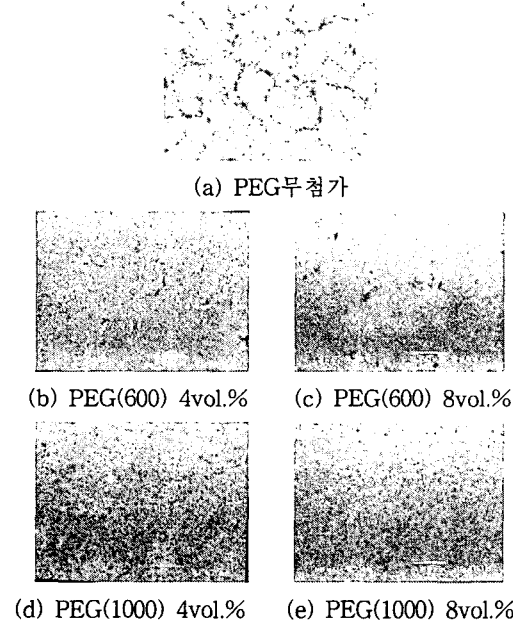 (a) PEG무첨가
(b) PEG(600) 4vol.%
(c) PEG(600) 8vol.%
(d) PEG(1000) 4vol.%
(e) PEG(1000) 8vol.%